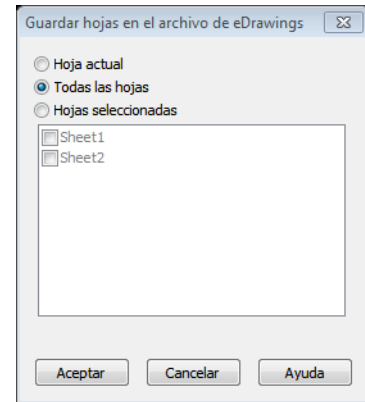 Guardar hojas en el archivo de eDrawings
Hoja actual
Todas las hojas
Hojas seleccionadas
Sheet1
Sheet2
Aceptar Cancelar Ayuda